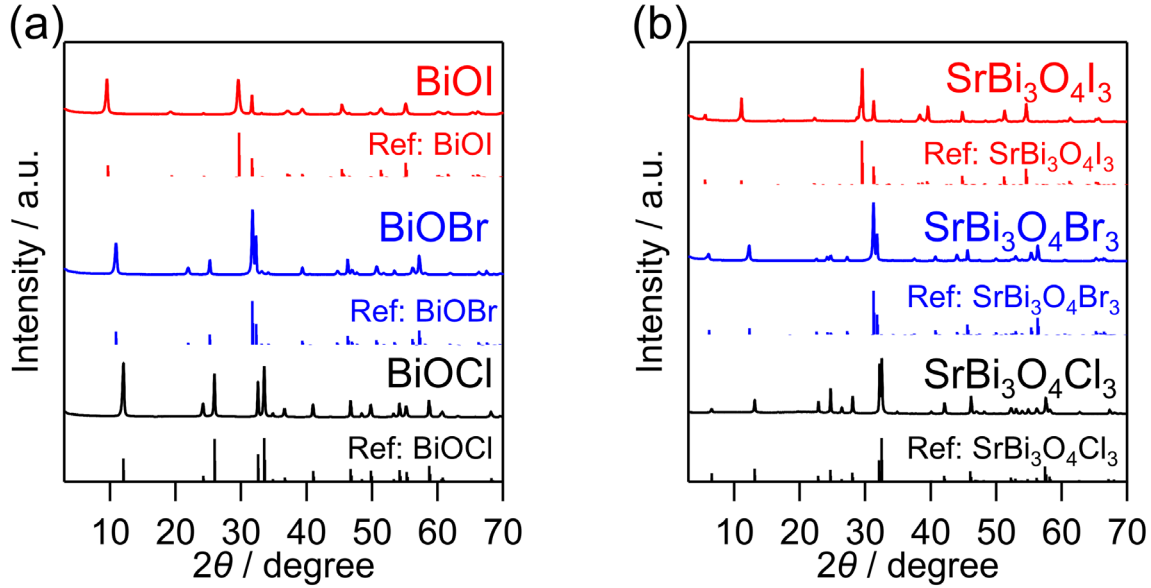 (a)
BiOI
Ref: BiOI
BiOBr
Ref: BiOBr
BiOCl
Ref: BiOCl
Intensity / a.u.
10 20 30 40 50 60 70
2θ / degree
(b)
SrBi₃O₄I₃
Ref: SrBi₃O₄I₃
SrBi₃O₄Br₃
Ref: SrBi₃O₄Br₃
SrBi₃O₄Cl₃
Ref: SrBi₃O₄Cl₃
Intensity / a.u.
10 20 30 40 50 60 70
2θ / degree